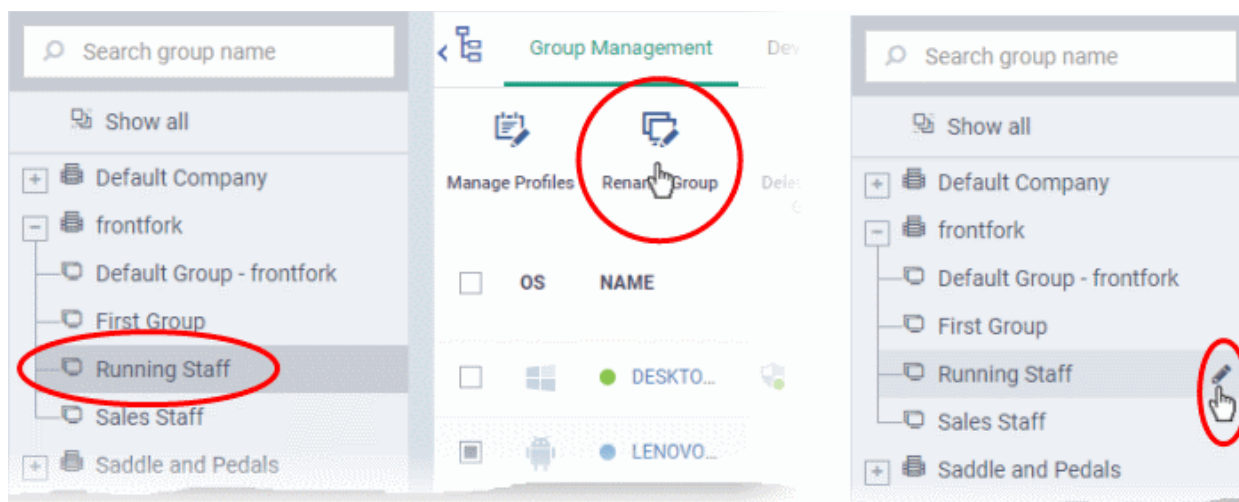 Search group name
Show all
Default Company
frontfork
Default Group - frontfork
First Group
Running Staff
Sales Staff
Saddle and Pedals
Group Management
Manage Profiles
Group
OS NAME
DESKTO...
LENOVO...
Search group name
Show all
Default Company
frontfork
Default Group - frontfork
First Group
Running Staff
Sales Staff
Saddle and Pedals